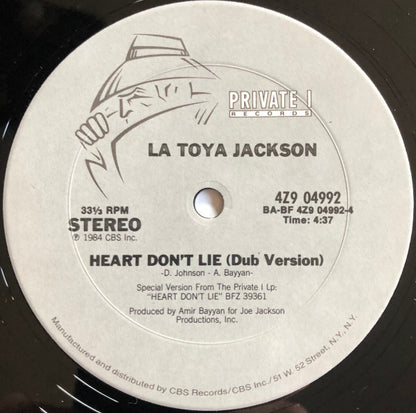 PRIVATE I
RECORDS
LA TOYA JACKSON
33⅓ RPM
STEREO
℗ 1984 CBS Inc.
4Z9 04992
BA-BF 4Z9 04992-4
Time: 4:37
HEART DON'T LIE (Dub Version)
-D. Johnson - A. Bayyan-
Special Version From The Private I Lp:
"HEART DON'T LIE" BFZ 39361
Produced by Amir Bayyan for Joe Jackson
Productions, Inc.
Manufactured and distributed by CBS Records/CBS Inc./51 W. 52 Street, N.Y., N.Y.